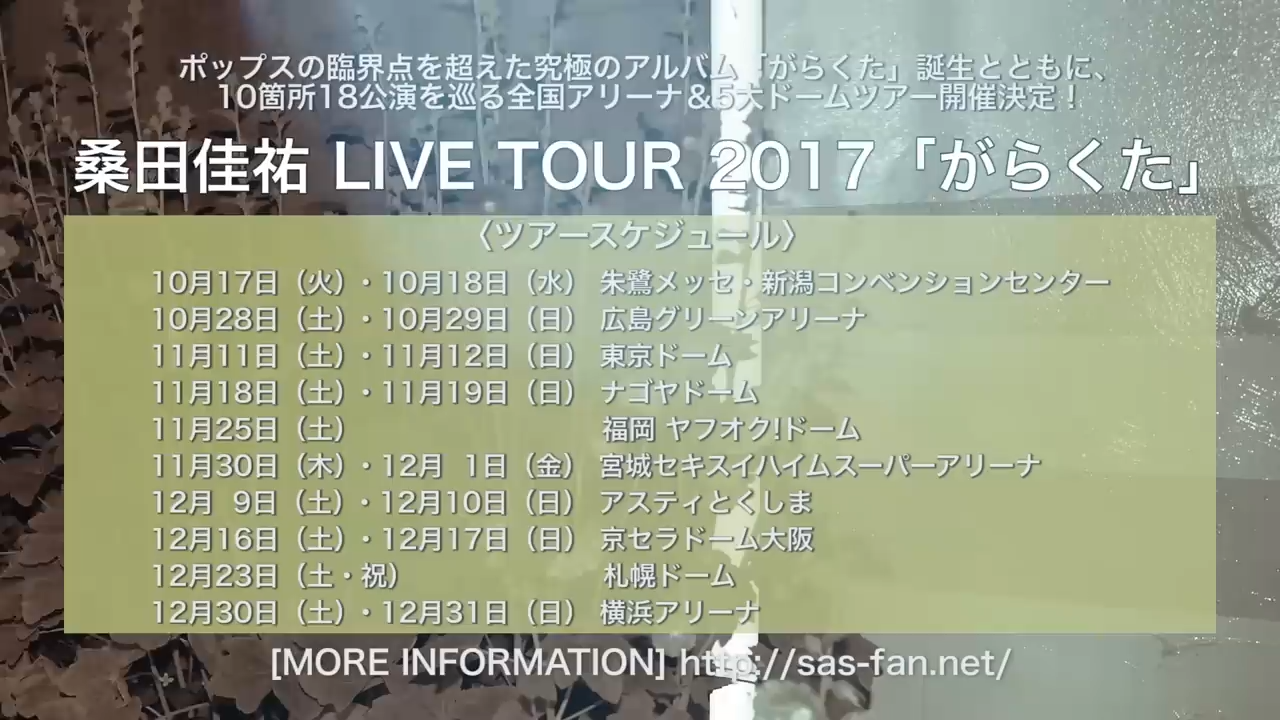 ポップスの臨界点を超えた究極のアルバム「がらくた」誕生とともに、
10箇所18公演を巡る全国アリーナ&5大ドームツアー開催決定！
桑田佳祐 LIVE TOUR 2017「がらくた」
〈ツアースケジュール〉
10月17日（火）・10月18日（水） 朱鷺メッセ・新潟コンベンションセンター
10月28日（土）・10月29日（日） 広島グリーンアリーナ
11月11日（土）・11月12日（日） 東京ドーム
11月18日（土）・11月19日（日） ナゴヤドーム
11月25日（土） 福岡 ヤフオク!ドーム
11月30日（木）・12月 1日（金） 宮城セキスイハイムスーパーアリーナ
12月 9日（土）・12月10日（日） アスティとくしま
12月16日（土）・12月17日（日） 京セラドーム大阪
12月23日（土・祝） 札幌ドーム
12月30日（土）・12月31日（日） 横浜アリーナ
[MORE INFORMATION] http://sas-fan.net/